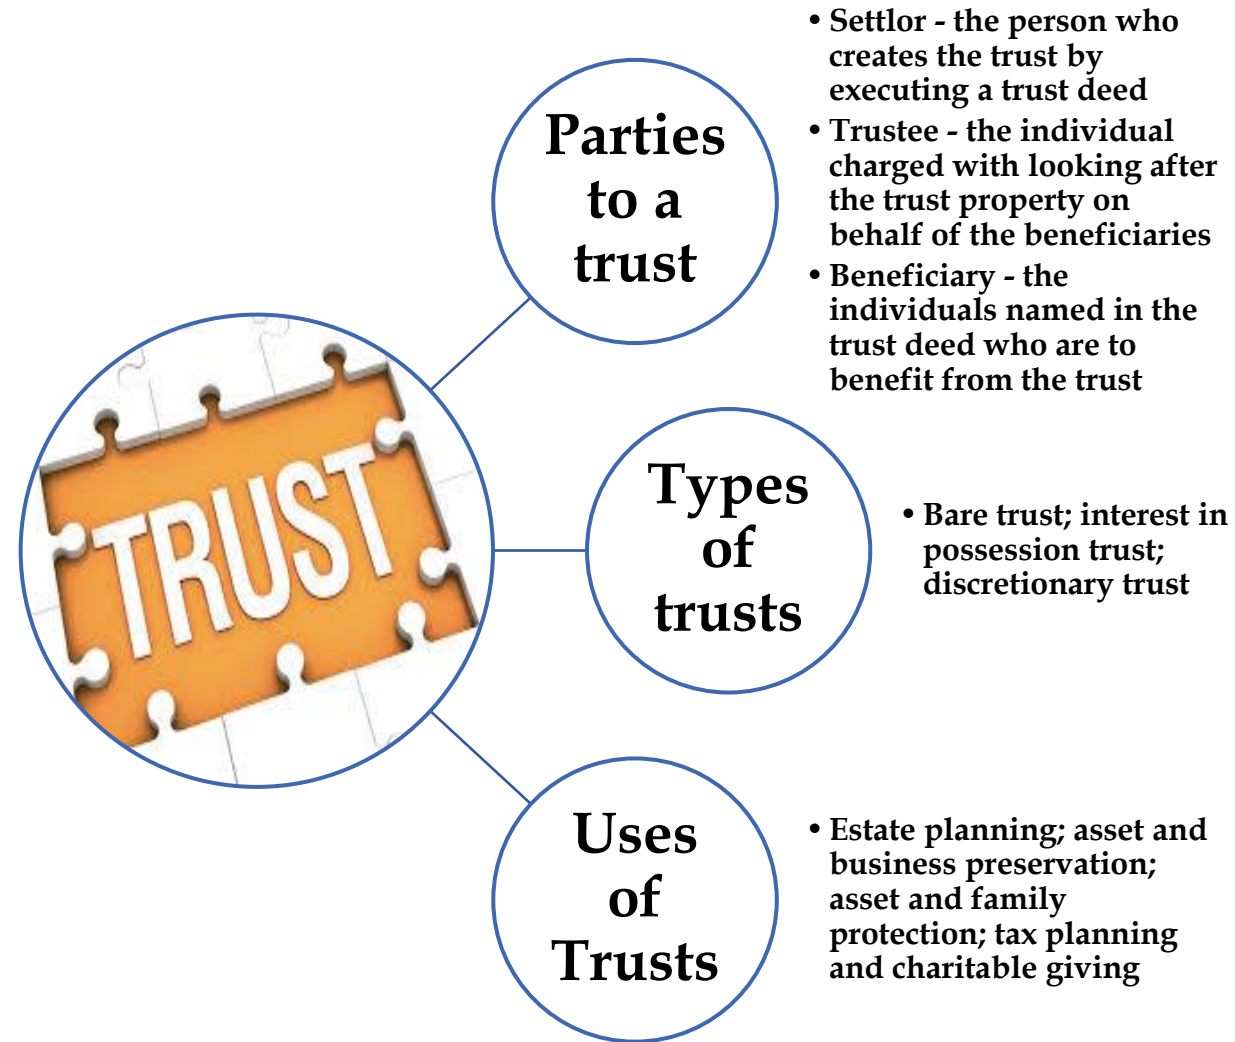 TRUST
Parties
to a
trust
• Settlor - the person who
creates the trust by
executing a trust deed
• Trustee - the individual
charged with looking after
the trust property on
behalf of the beneficiaries
• Beneficiary - the
individuals named in the
trust deed who are to
benefit from the trust
Types
of
trusts
• Bare trust; interest in
possession trust;
discretionary trust
Uses
of
Trusts
• Estate planning; asset and
business preservation;
asset and family
protection; tax planning
and charitable giving